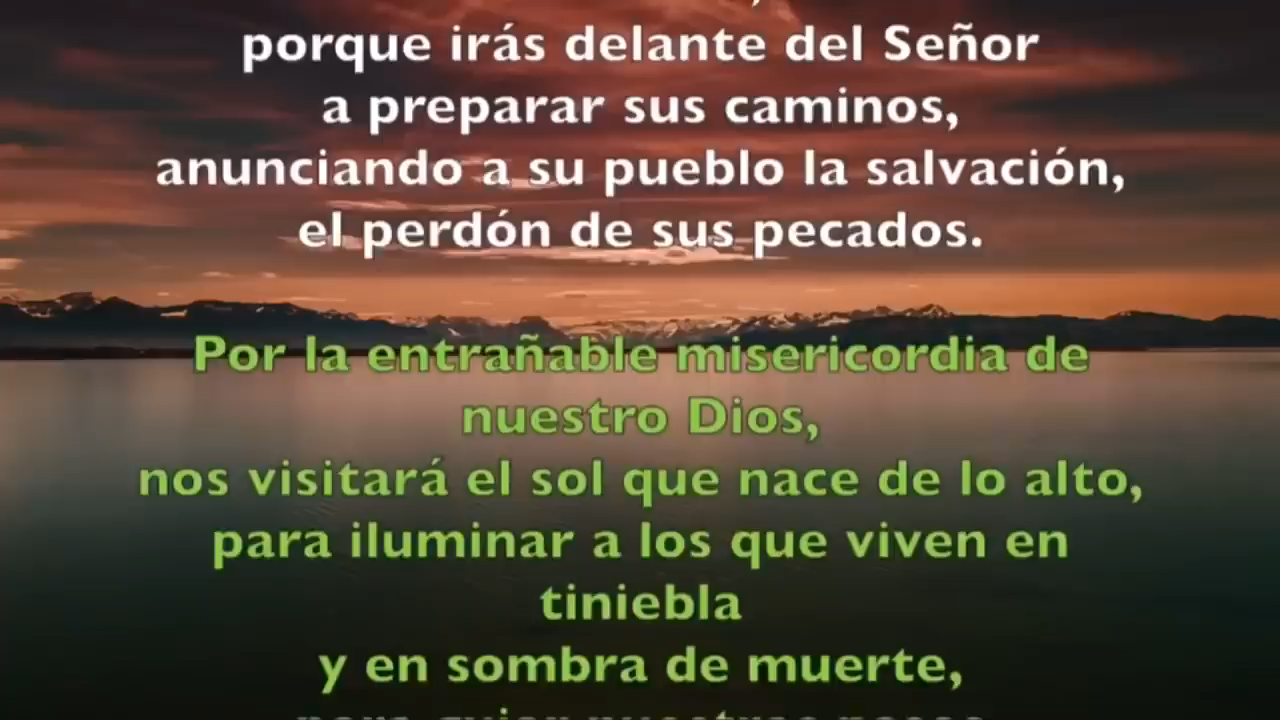 porque irás delante del Señor
a preparar sus caminos,
anunciando a su pueblo la salvación,
el perdón de sus pecados.
Por la entrañable misericordia de
nuestro Dios,
nos visitará el sol que nace de lo alto,
para iluminar a los que viven en
tiniebla
y en sombra de muerte,